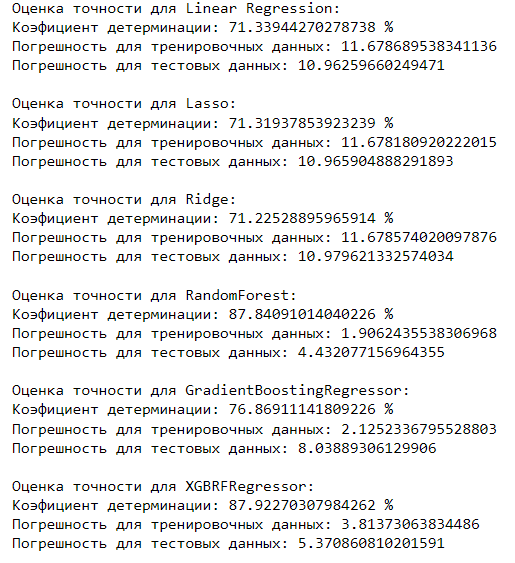 Оценка точности для Linear Regression:
Коэфициент детерминации: 71.33944270278738 %
Погрешность для тренировочных данных: 11.678689538341136
Погрешность для тестовых данных: 10.96259660249471
Оценка точности для Lasso:
Коэфициент детерминации: 71.31937853923239 %
Погрешность для тренировочных данных: 11.678180920222015
Погрешность для тестовых данных: 10.965904888291893
Оценка точности для Ridge:
Коэфициент детерминации: 71.22528895965914 %
Погрешность для тренировочных данных: 11.678574020097876
Погрешность для тестовых данных: 10.979621332574034
Оценка точности для RandomForest:
Коэфициент детерминации: 87.84091014040226 %
Погрешность для тренировочных данных: 1.9062435538306968
Погрешность для тестовых данных: 4.432077156964355
Оценка точности для GradientBoostingRegressor:
Коэфициент детерминации: 76.86911141809226 %
Погрешность для тренировочных данных: 2.1252336795528803
Погрешность для тестовых данных: 8.03889306129906
Оценка точности для XGBRFRegressor:
Коэфициент детерминации: 87.92270307984262 %
Погрешность для тренировочных данных: 3.81373063834486
Погрешность для тестовых данных: 5.370860810201591